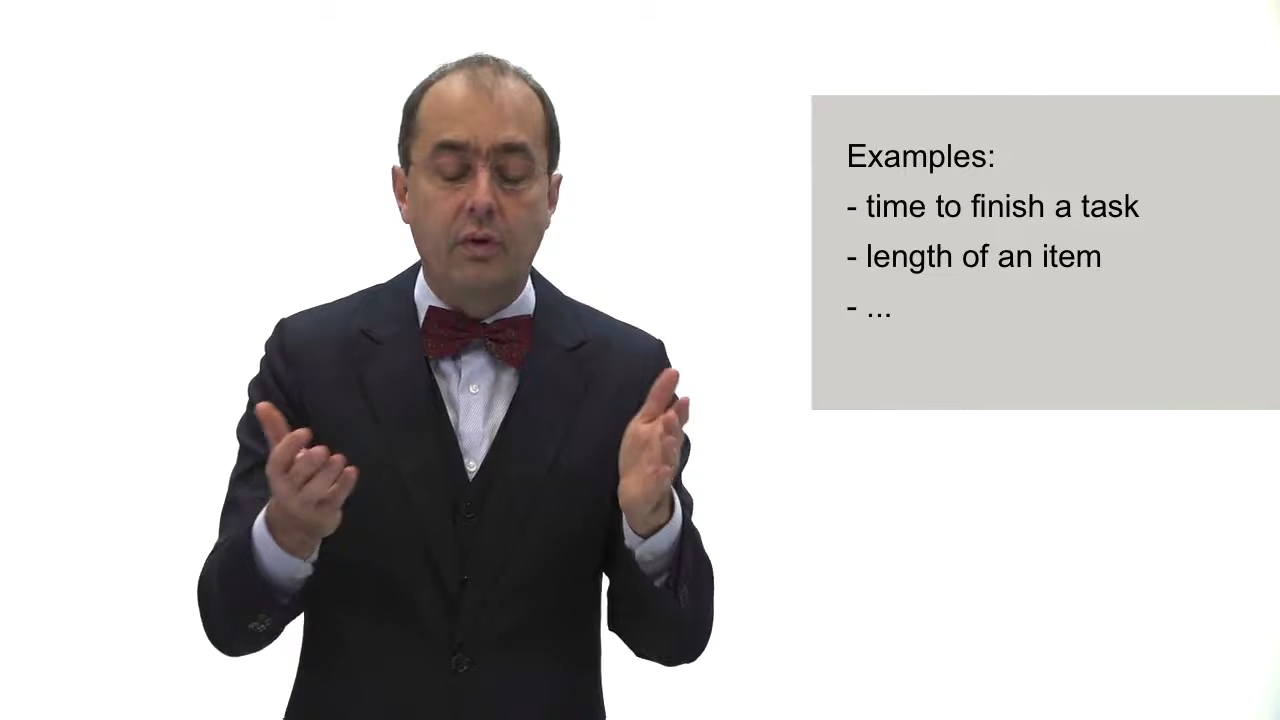 Examples:
- time to finish a task
- length of an item
- ...